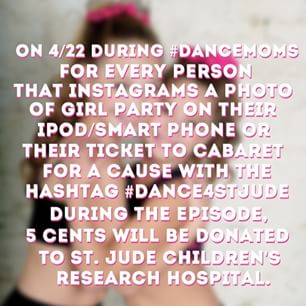 ON 4/22 DURING #DANCEMOMS
FOR EVERY PERSON
THAT INSTAGRAMS A PHOTO
OF GIRL PARTY ON THEIR
IPOD/SMART PHONE OR
THEIR TICKET TO CABARET
FOR A CAUSE WITH THE
HASHTAG #DANCE4STJUDE
DURING THE EPISODE,
5 CENTS WILL BE DONATED
TO ST. JUDE CHILDREN'S
RESEARCH HOSPITAL.